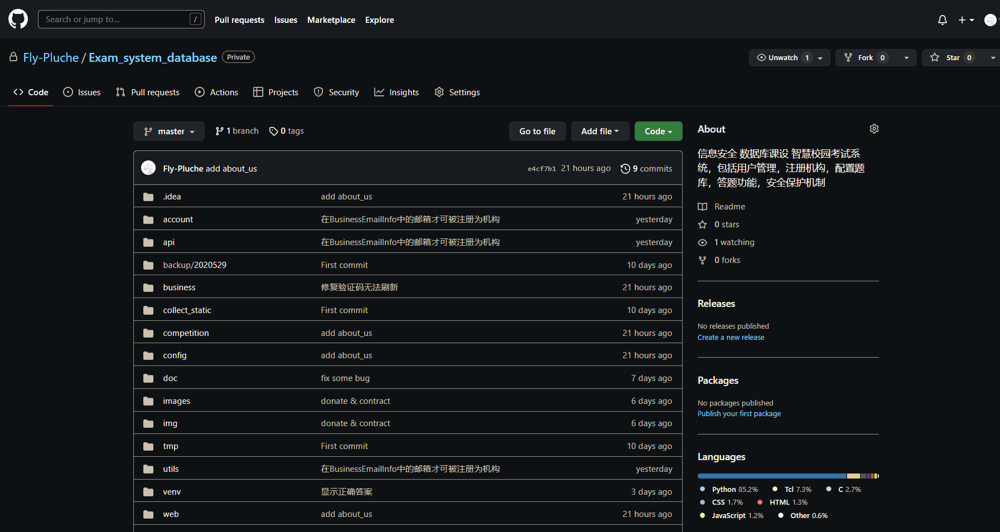 Search or jump to... / Pull requests Issues Marketplace Explore
Fly-Pluche / Exam_system_database Private Unwatch 1 Fork 0 Star 0
Code Issues Pull requests Actions Projects Security Insights Settings
master 1 branch 0 tags Go to file Add file Code
Fly-Pluche add about_us e4cf7b1 21 hours ago 9 commits
.idea add about_us 21 hours ago
account 在BusinessEmailInfo中的邮箱才可被注册为机构 yesterday
api 在BusinessEmailInfo中的邮箱才可被注册为机构 yesterday
backup/2020529 First commit 10 days ago
business 修复验证码无法刷新 21 hours ago
collect_static First commit 10 days ago
competition add about_us 21 hours ago
config add about_us 21 hours ago
doc fix some bug 7 days ago
images donate & contract 6 days ago
img donate & contract 6 days ago
tmp First commit 10 days ago
utils 在BusinessEmailInfo中的邮箱才可被注册为机构 yesterday
venv 显示正确答案 3 days ago
web add about_us 21 hours ago
About
信息安全 数据库课设 智慧校园考试系
统，包括用户管理，注册机构，配置题
库，答题功能，安全保护机制
Readme
0 stars
1 watching
0 forks
Releases
No releases published
Create a new release
Packages
No packages published
Publish your first package
Languages
Python 85.2% Tcl 7.3% C 2.7%
CSS 1.7% HTML 1.3%
JavaScript 1.2% Other 0.6%